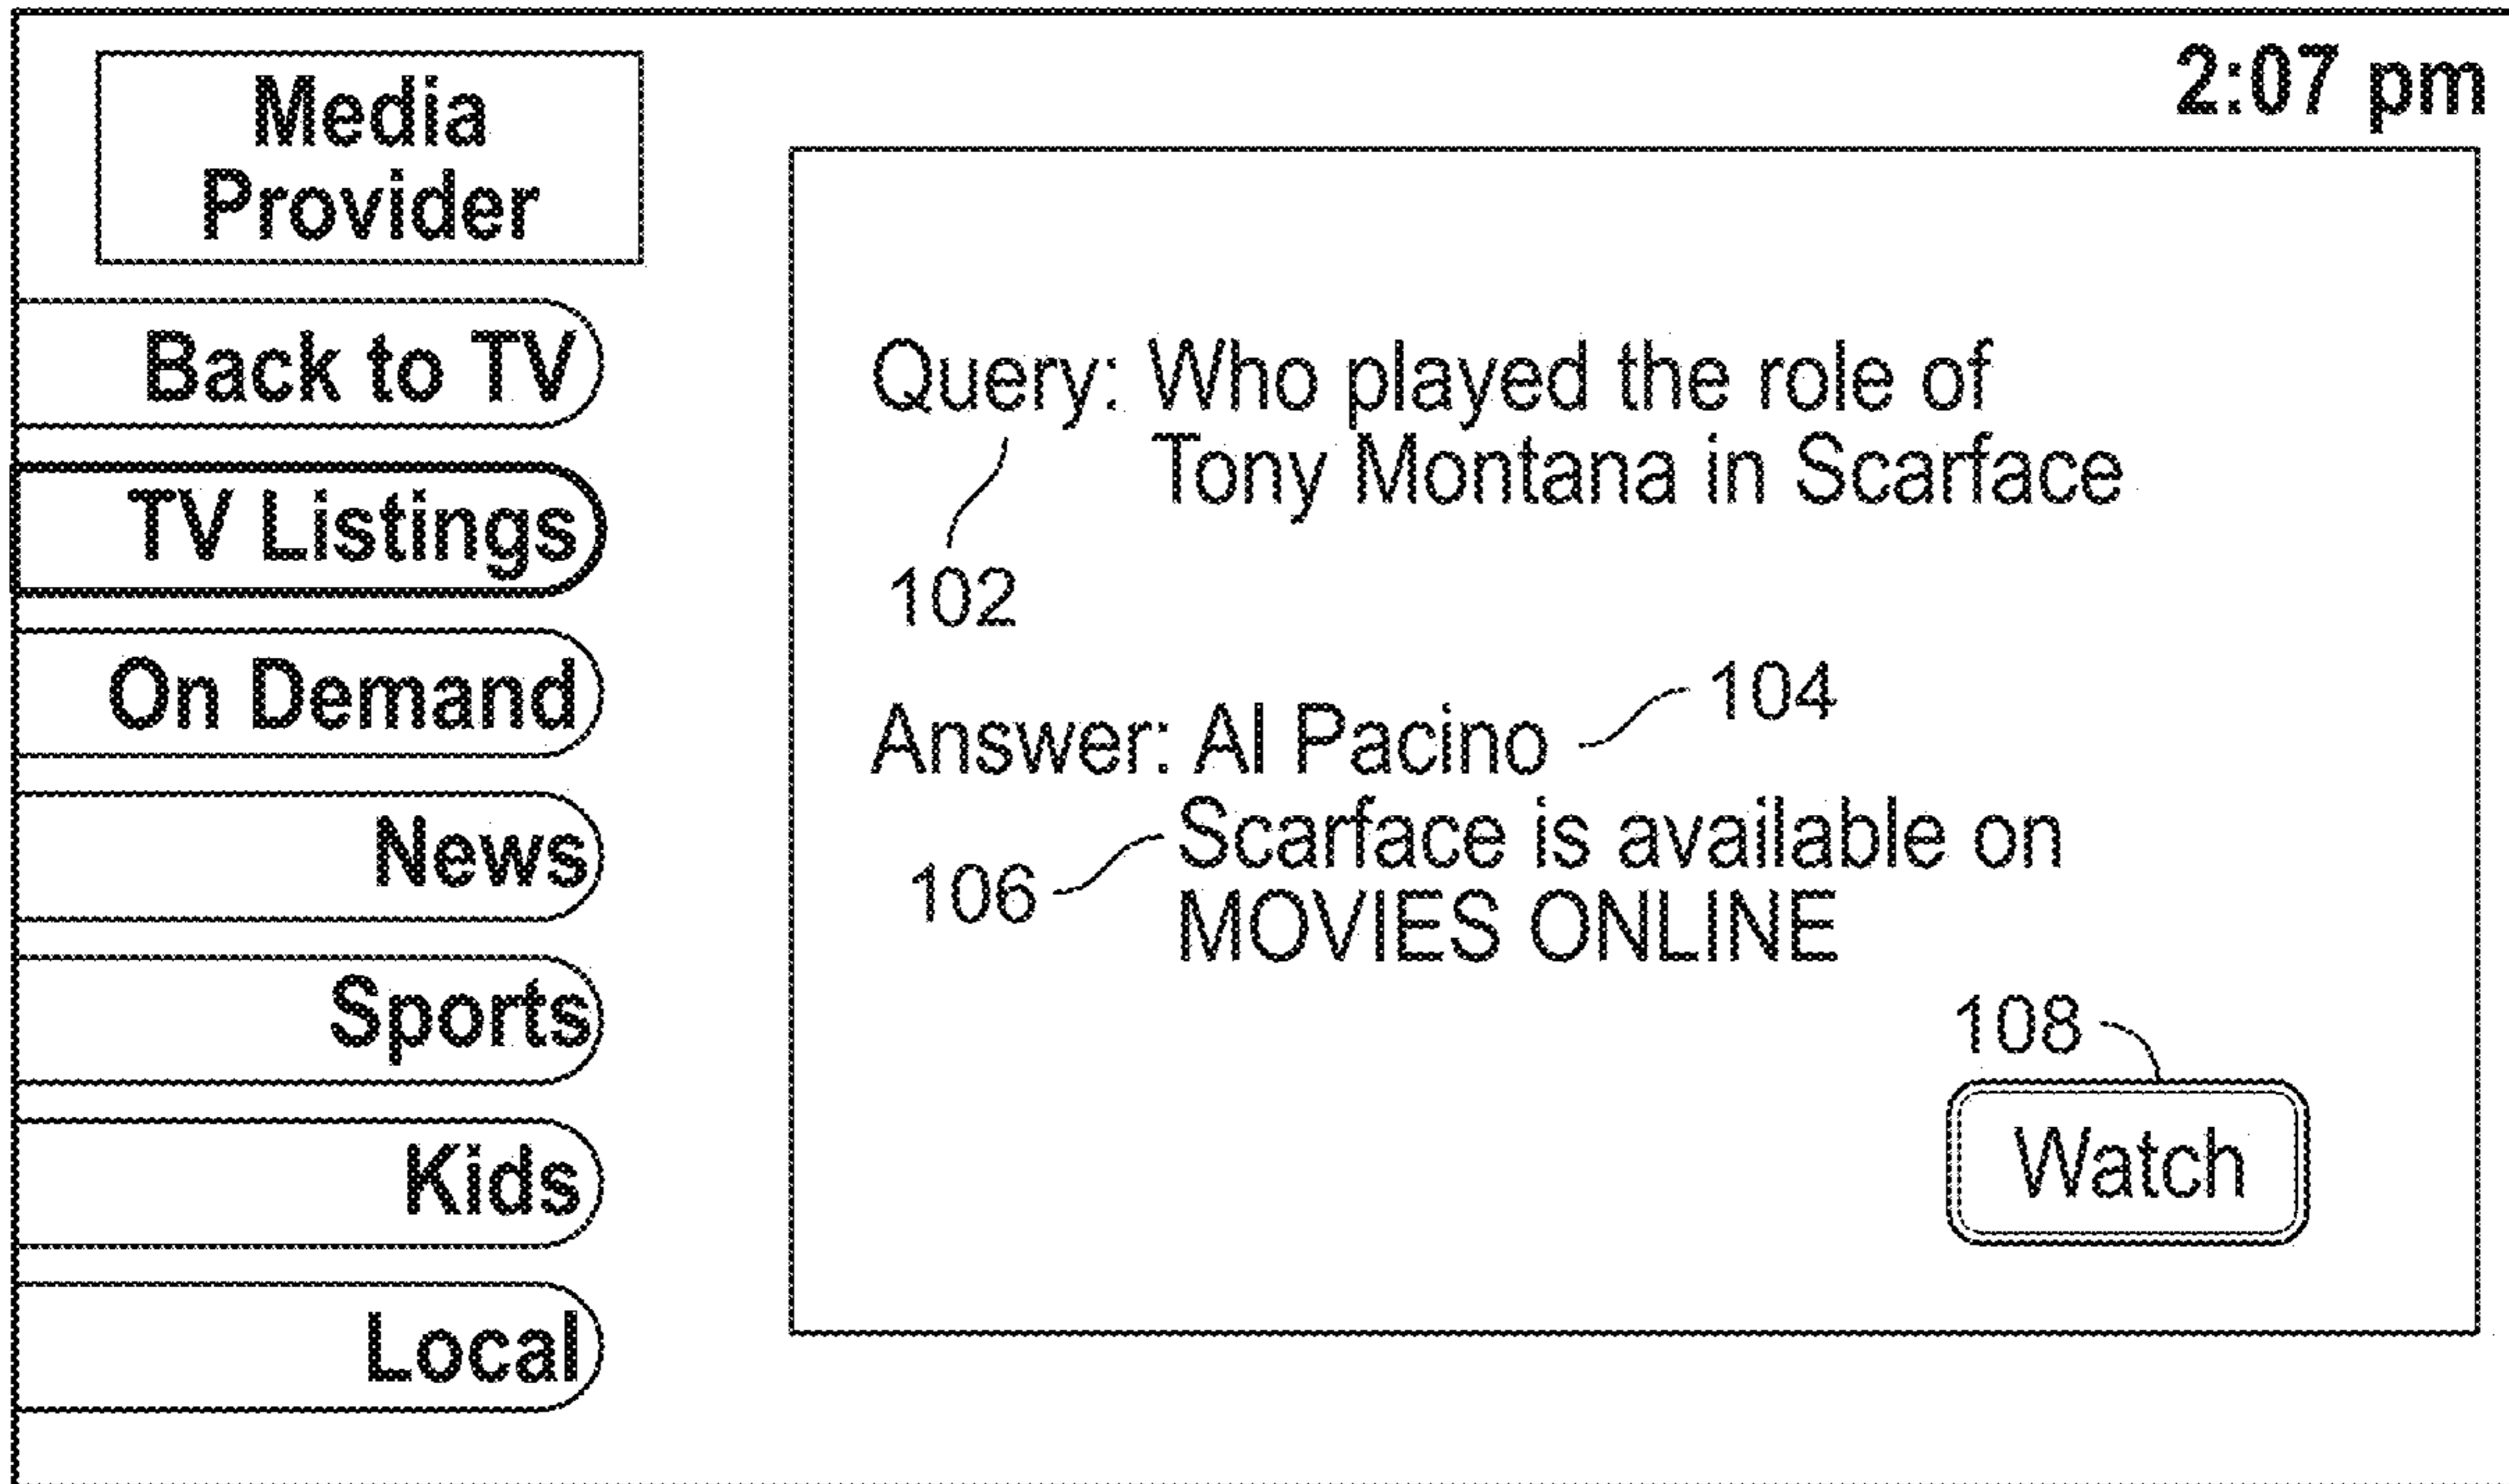 2:07 pm
Media
Provider
Back to TV
TV Listings
On Demand
News
Sports
Kids
Local
Query: Who played the role of
Tony Montana in Scarface
102
104
Answer: Al Pacino
Scarface is available on
106
MOVIES ONLINE
108
Watch